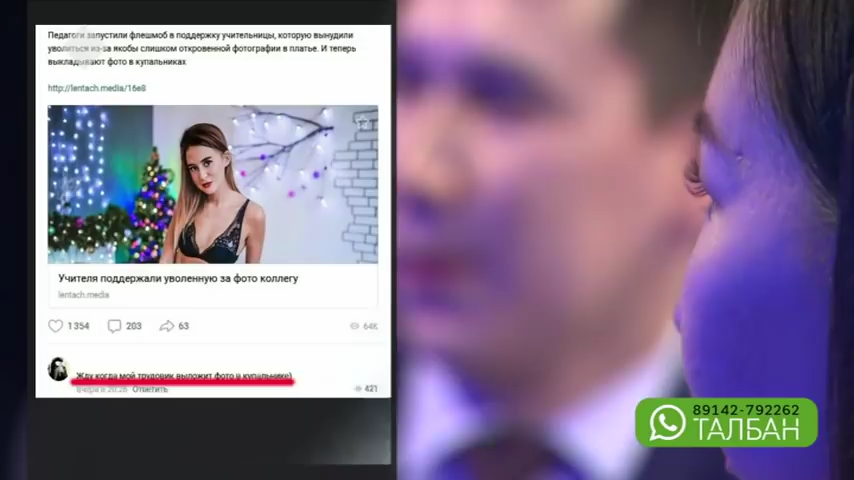 Педагоги запустили флешмоб в поддержку учительницы, которую вынудили
уволиться из-за якобы слишком откровенной фотографии в платье. И теперь
выкладывают фото в купальниках
http://lentach.media/16e8
Учителя поддержали уволенную за фото коллегу
lentach.media
1 354 203 63 64K
Жду когда мой трудовик выложит фото в купальнике)
вчера в 20:26 Ответить 421
89142-792262
ТАЛБАН